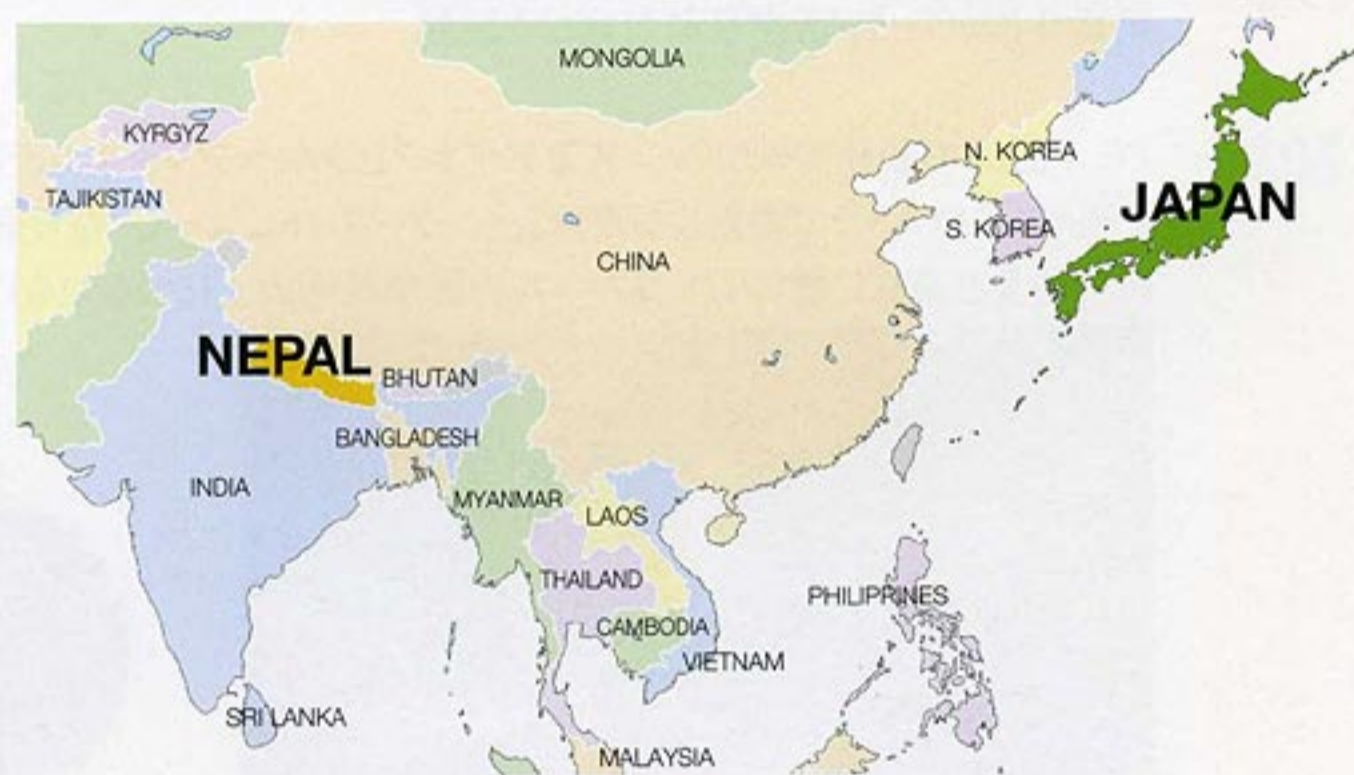 MONGOLIA
KYRGYZ
N. KOREA
TAJIKISTAN
JAPAN
S. KOREA
CHINA
NEPAL
BHUTAN
BANGLADESH
INDIA
MYANMAR
LAOS
THAILAND
PHILIPPINES
CAMBODIA
VIETNAM
SRI LANKA
MALAYSIA